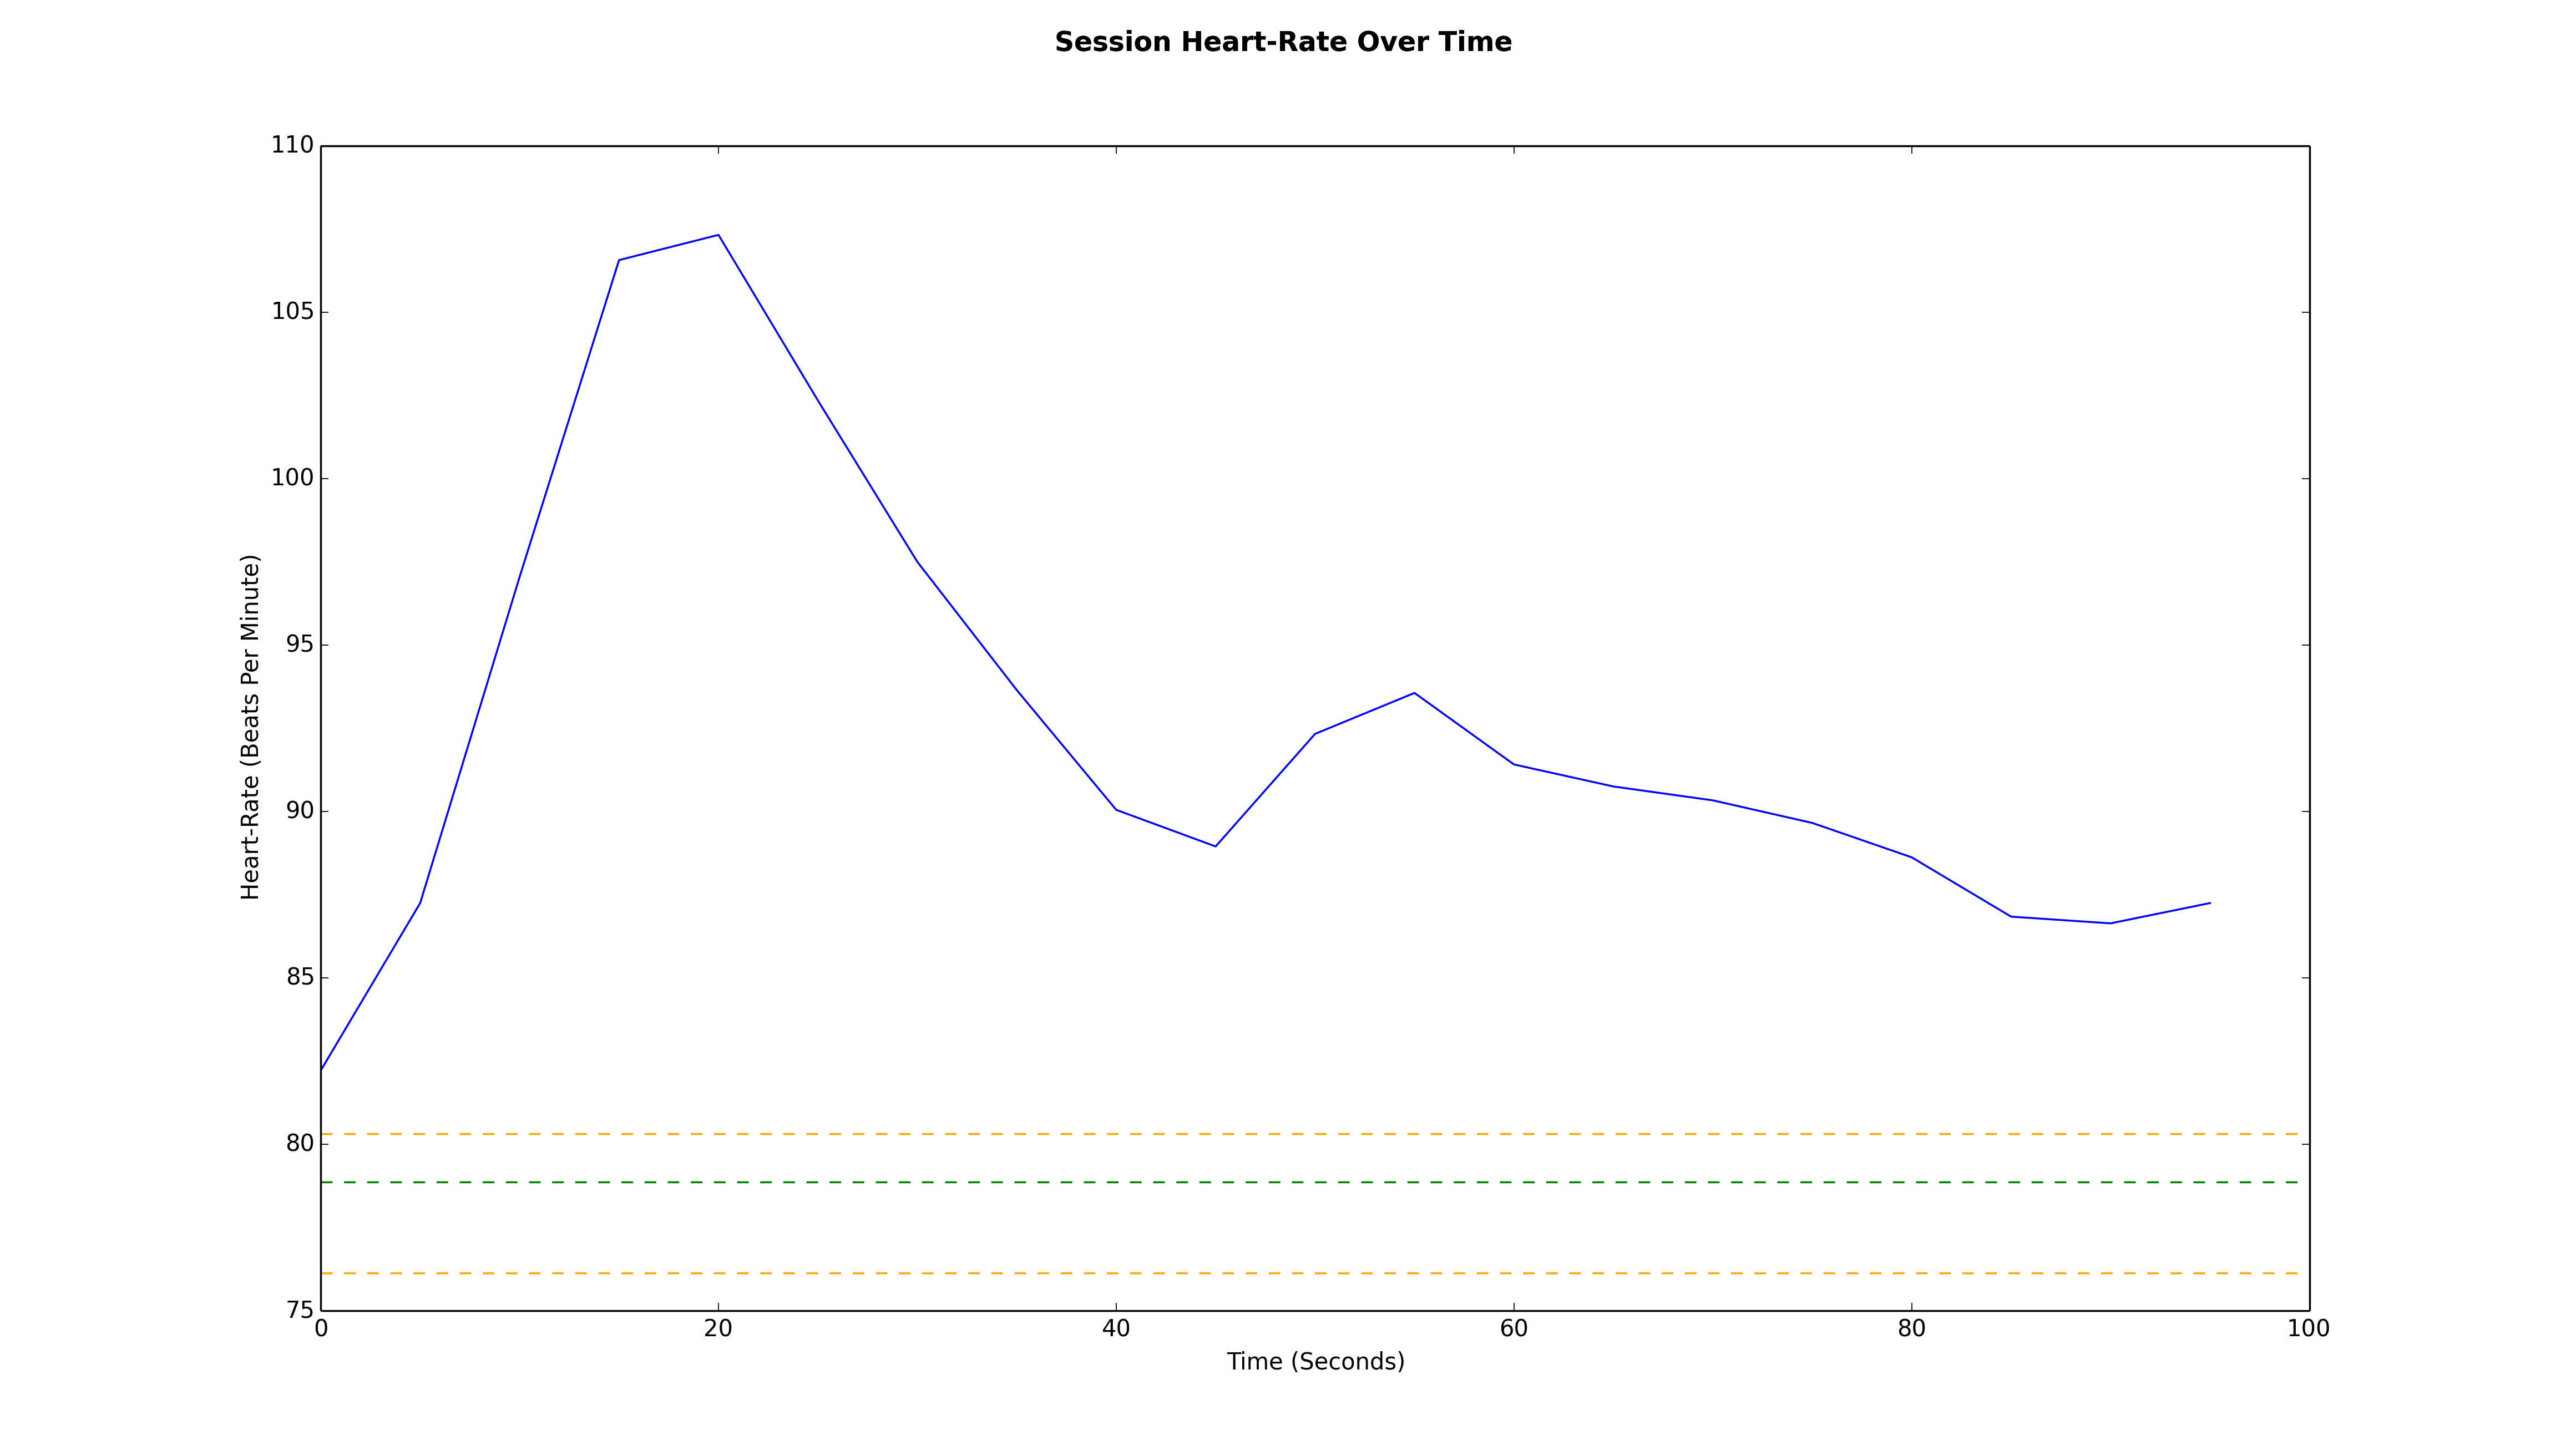 Session Heart-Rate Over Time
110
105
100
95
90
85
80
75
Heart-Rate (Beats Per Minute)
0 20 40 60 80 100
Time (Seconds)